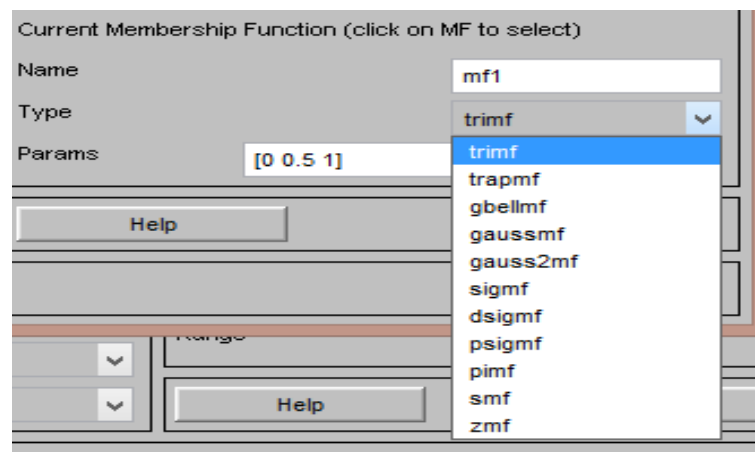 Current Membership Function (click on MF to select)
Name
mf1
Type
trimf
Params
[0 0.5 1]
trimf
trapmf
gbellmf
gaussmf
gauss2mf
sigmf
dsigmf
psigmf
pimf
smf
zmf
Help
Range
Help